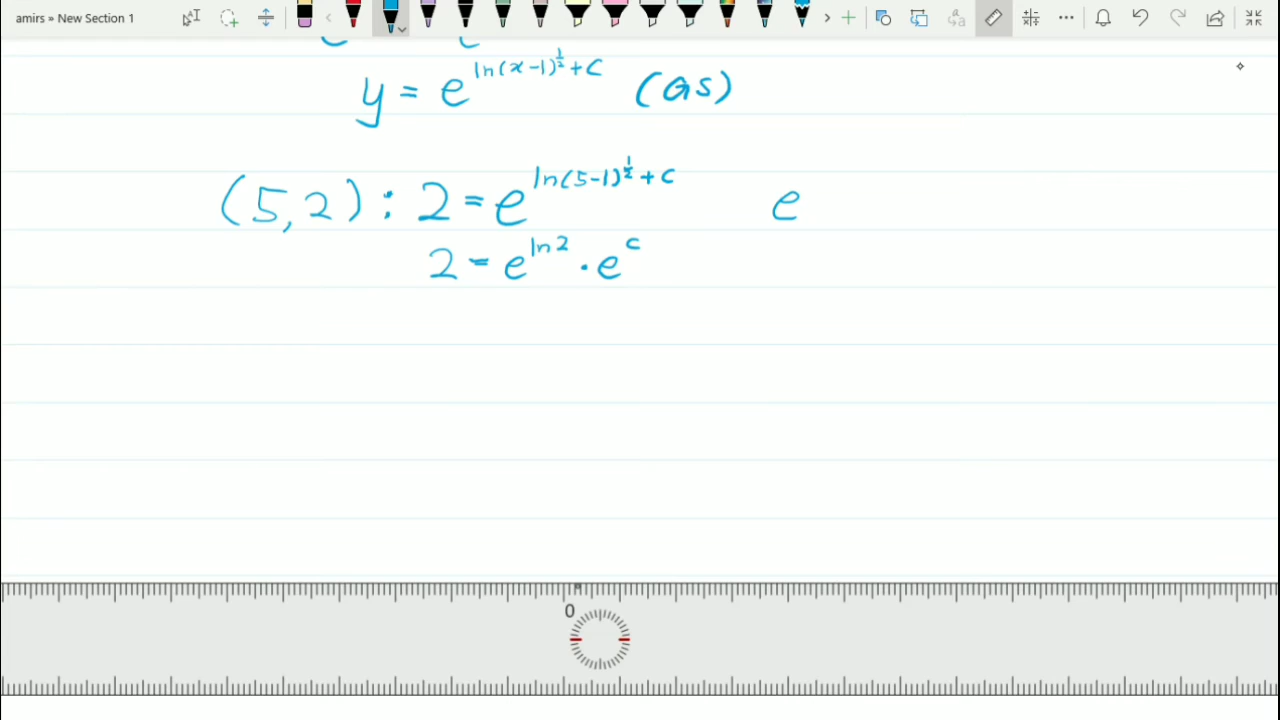 amirs » New Section 1
y = e^{ln(x-1)^{1/2}+C} (GS)
(5,2) : 2 = e^{ln(5-1)^{1/2}+C} e
2 = e^{ln2} · e^{C}
0